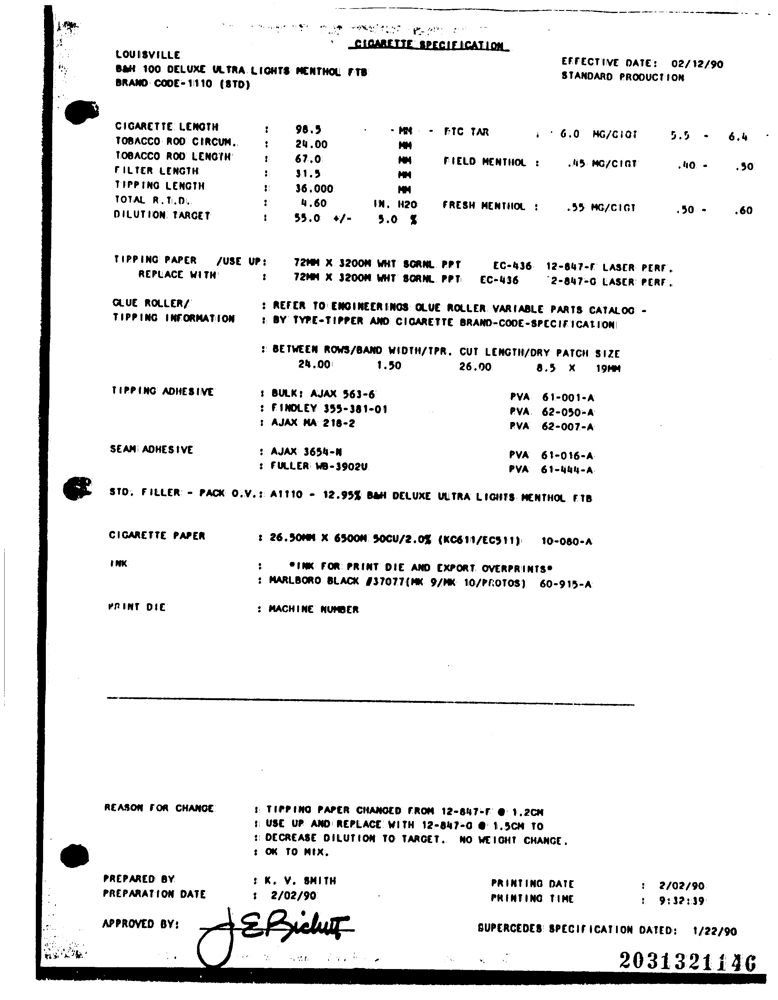 CIGARETTE SPECIFICATION
LOUISVILLE
B&H 100 DELUXE ULTRA LIGHTS MENTHOL FTB
BRAND CODE-1110 (STD)
EFFECTIVE DATE: 02/12/90
STANDARD PRODUCTION
CIGARETTE LENGTH : 98.5 MM - FTC TAR : 6.0 MG/CIGT 5.5 - 6.4
TOBACCO ROD CIRCUM. : 24.00 MM
TOBACCO ROD LENGTH : 67.0 MM FIELD MENTHOL : .45 MG/CIGT .40 - .50
FILTER LENGTH : 31.5 MM
TIPPING LENGTH : 36.000 MM
TOTAL R.T.D. : 4.60 IN. H2O FRESH MENTHOL : .55 MG/CIGT .50 - .60
DILUTION TARGET : 55.0 +/- 5.0 %
TIPPING PAPER /USE UP: 72MM X 3200M WHT SGRNL PPT EC-436 12-847-F LASER PERF.
REPLACE WITH : 72MM X 3200M WHT SGRNL PPT EC-436 2-847-G LASER PERF.
GLUE ROLLER/ : REFER TO ENGINEERINGS GLUE ROLLER VARIABLE PARTS CATALOG -
TIPPING INFORMATION : BY TYPE-TIPPER AND CIGARETTE BRAND-CODE-SPECIFICATION
: BETWEEN ROWS/BAND WIDTH/TPR. CUT LENGTH/DRY PATCH SIZE
24.00 1.50 26.00 8.5 X 19MM
TIPPING ADHESIVE : BULK: AJAX 563-6 PVA 61-001-A
: FINDLEY 355-381-01 PVA 62-050-A
: AJAX MA 218-2 PVA 62-007-A
SEAM ADHESIVE : AJAX 3654-N PVA 61-016-A
: FULLER WB-3902U PVA 61-444-A
STD. FILLER - PACK O.V.: A1110 - 12.95% B&H DELUXE ULTRA LIGHTS MENTHOL FTB
CIGARETTE PAPER : 26.50MM X 6500M 50CU/2.0% (KC611/EC511) 10-080-A
INK : *INK FOR PRINT DIE AND EXPORT OVERPRINTS*
: MARLBORO BLACK #37077(MK 9/MK 10/PROTOS) 60-915-A
PRINT DIE : MACHINE NUMBER
REASON FOR CHANGE : TIPPING PAPER CHANGED FROM 12-847-F @ 1.2CM
: USE UP AND REPLACE WITH 12-847-G @ 1.5CM TO
: DECREASE DILUTION TO TARGET. NO WEIGHT CHANGE.
: OK TO MIX.
PREPARED BY : K. V. SMITH PRINTING DATE : 2/02/90
PREPARATION DATE : 2/02/90 PRINTING TIME : 9:32:39
APPROVED BY:
SUPERCEDES SPECIFICATION DATED: 1/22/90
2031321146